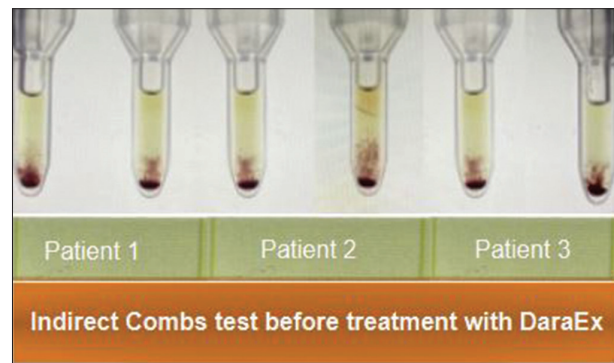 Patient 1 Patient 2 Patient 3
Indirect Combs test before treatment with DaraEx